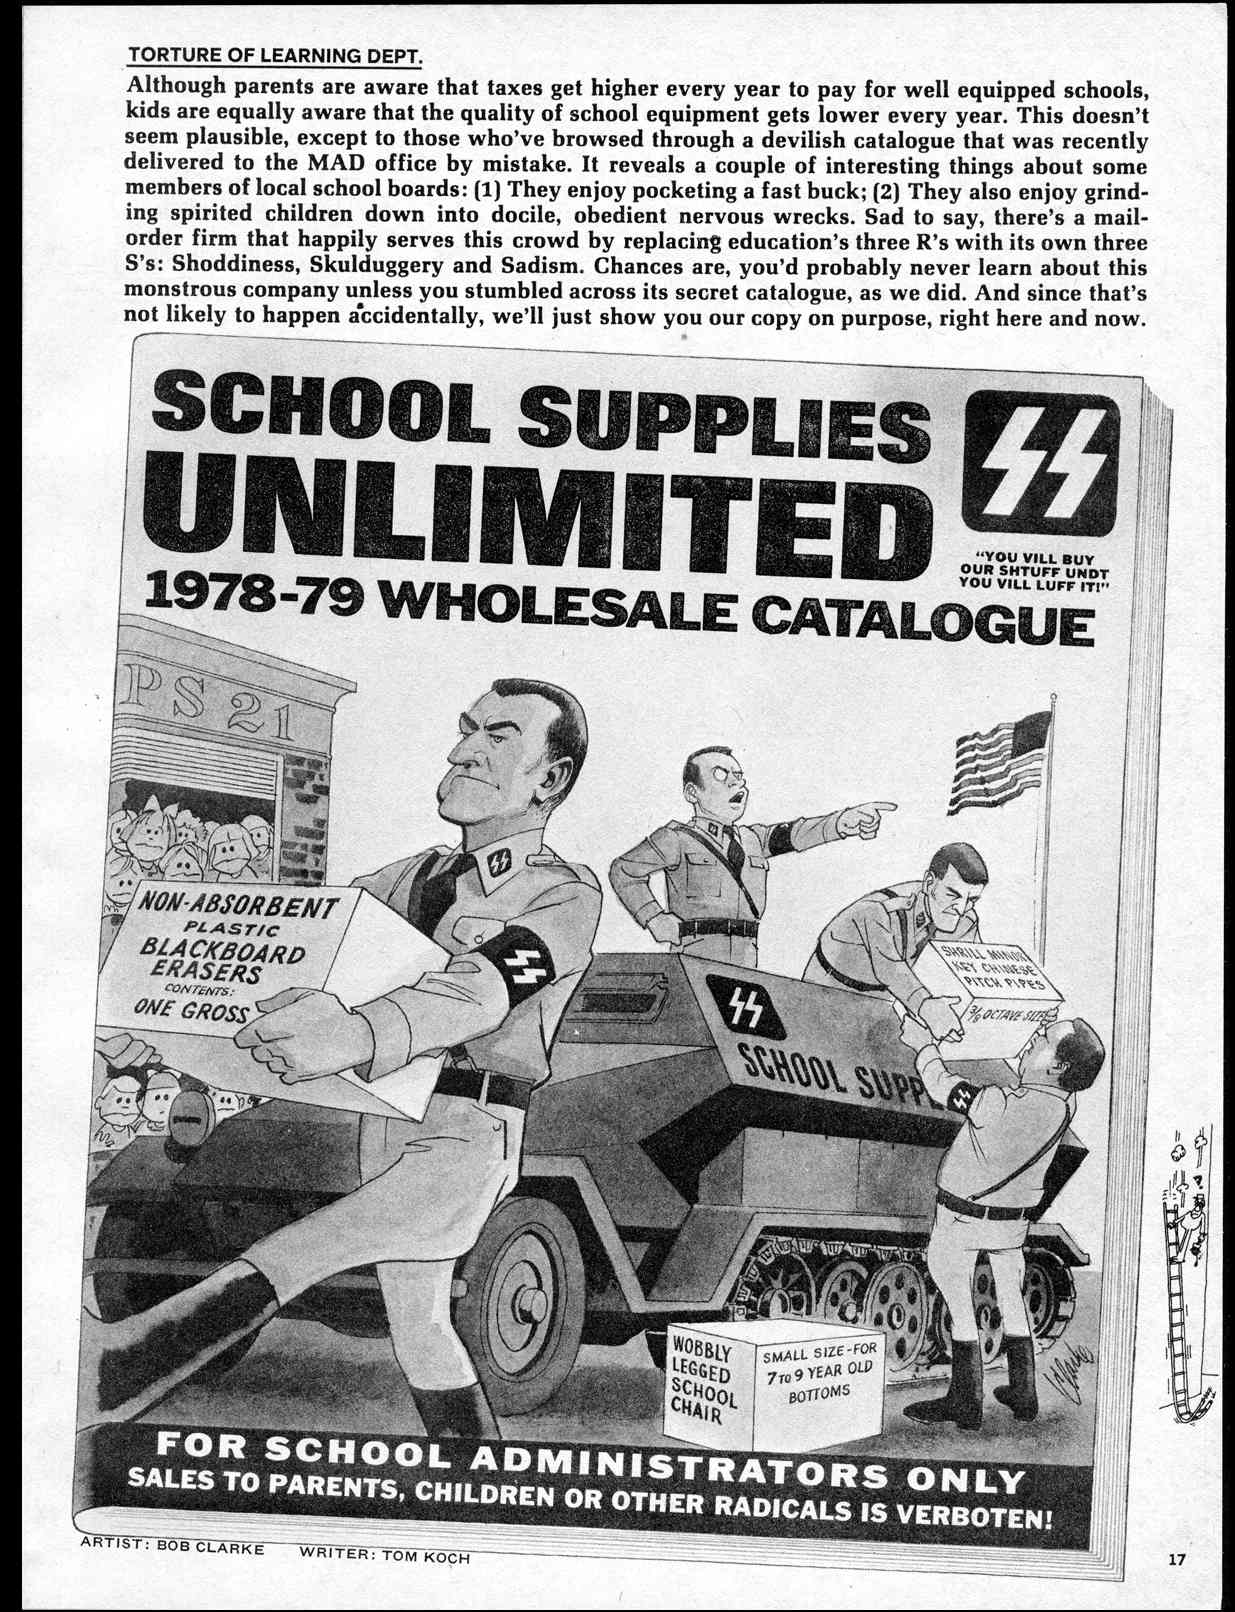 TORTURE OF LEARNING DEPT.
Although parents are aware that taxes get higher every year to pay for well equipped schools,
kids are equally aware that the quality of school equipment gets lower every year. This doesn't
seem plausible, except to those who've browsed through a devilish catalogue that was recently
delivered to the MAD office by mistake. It reveals a couple of interesting things about some
members of local school boards: (1) They enjoy pocketing a fast buck; (2) They also enjoy grind-
ing spirited children down into docile, obedient nervous wrecks. Sad to say, there's a mail-
order firm that happily serves this crowd by replacing education's three R's with its own three
S's: Shoddiness, Skulduggery and Sadism. Chances are, you'd probably never learn about this
monstrous company unless you stumbled across its secret catalogue, as we did. And since that's
not likely to happen accidentally, we'll just show you our copy on purpose, right here and now.
SCHOOL SUPPLIES
UNLIMITED
SS
"YOU VILL BUY
OUR SHTUFF UNDT
YOU VILL LUFF IT!"
1978-79 WHOLESALE CATALOGUE
PS 21
SS
NON-ABSORBENT
PLASTIC
BLACKBOARD
ERASERS
CONTENTS:
ONE GROSS
SS
SHRILL MINOR
KEY CHINESE
PITCH PIPES
3/8 OCTAVE SIZE
SS
SCHOOL SUPP
SS
WOBBLY
LEGGED
SCHOOL
CHAIR
SMALL SIZE-FOR
7 TO 9 YEAR OLD
BOTTOMS
Clarke
FOR SCHOOL ADMINISTRATORS ONLY
SALES TO PARENTS, CHILDREN OR OTHER RADICALS IS VERBOTEN!
ARTIST: BOB CLARKE WRITER: TOM KOCH
17